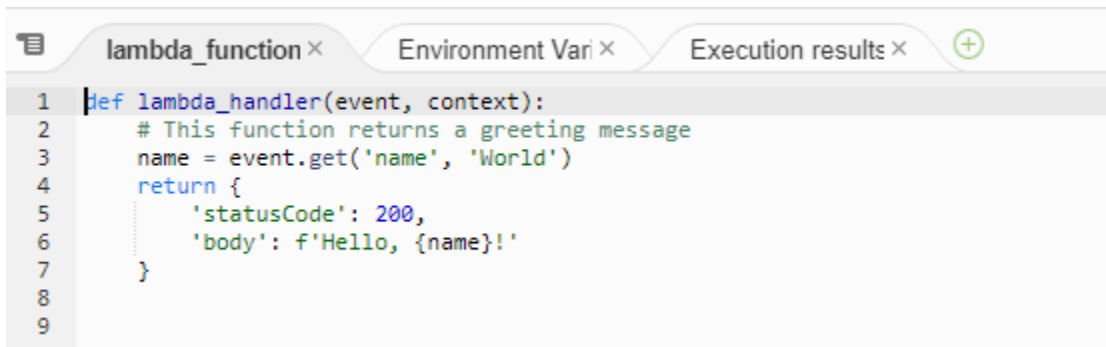 lambda_function × Environment Vari × Execution results ×
1 def lambda_handler(event, context):
2     # This function returns a greeting message
3     name = event.get('name', 'World')
4     return {
5         'statusCode': 200,
6         'body': f'Hello, {name}!'
7     }
8
9